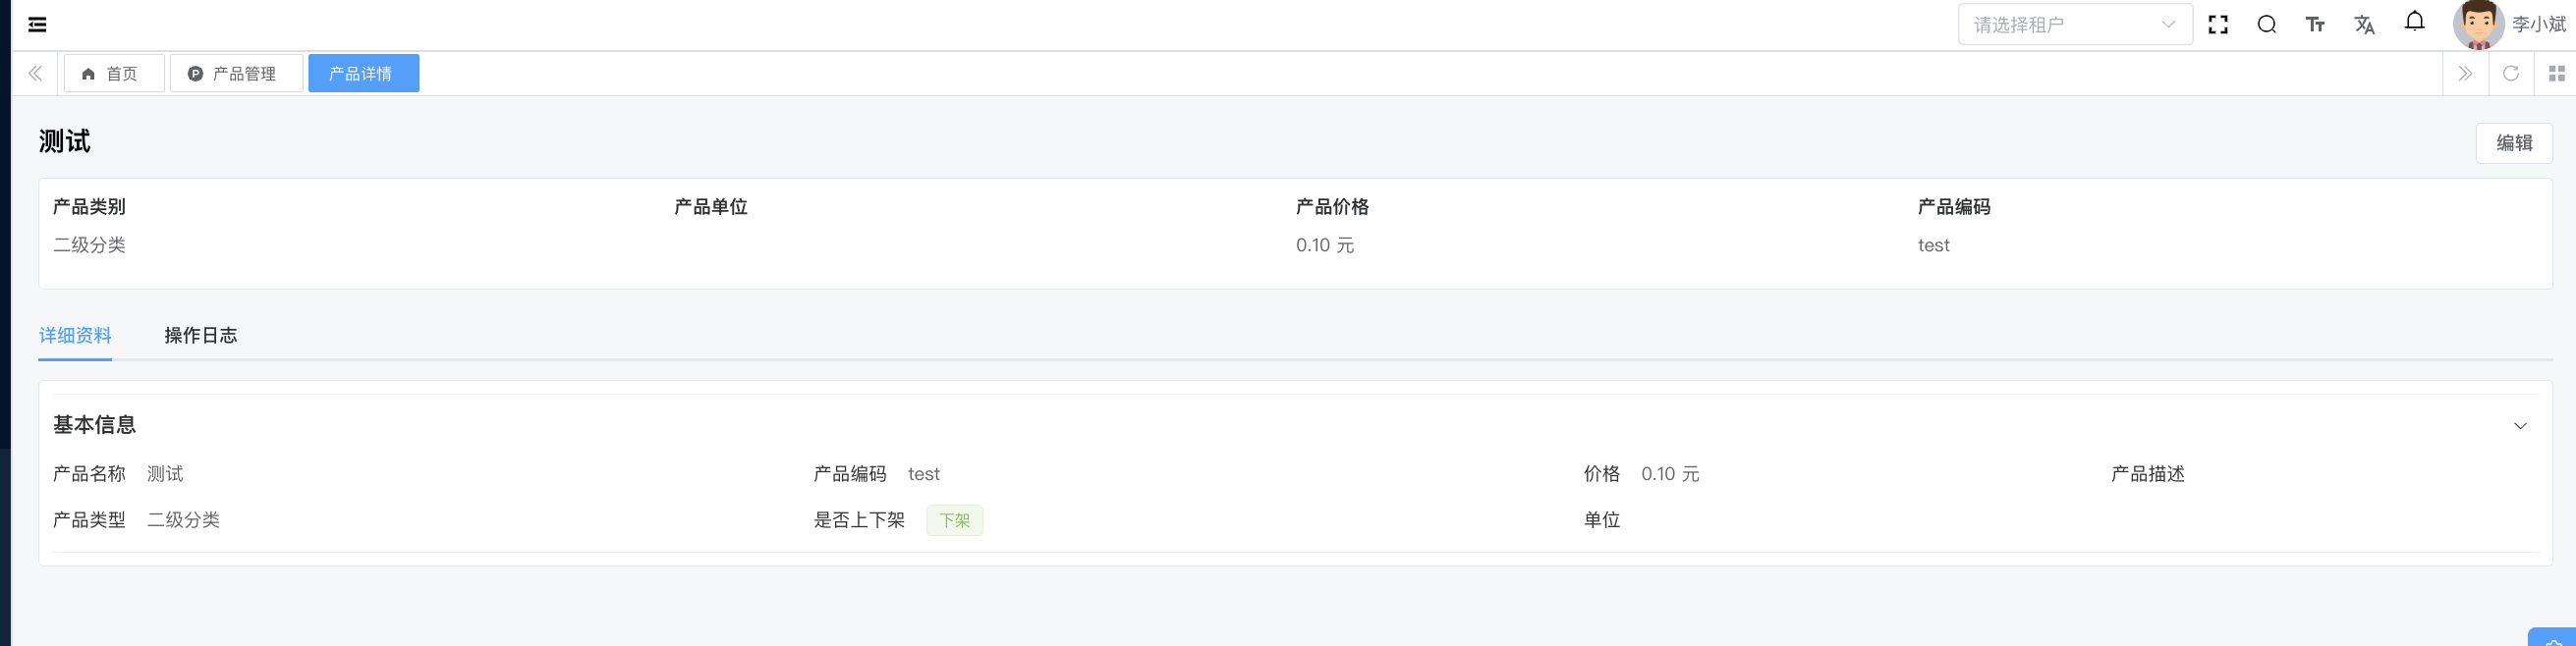 请选择租户
李小斌
首页
产品管理
产品详情
测试
编辑
产品类别 产品单位 产品价格 产品编码
二级分类 0.10 元 test
详细资料 操作日志
基本信息
产品名称 测试 产品编码 test 价格 0.10 元 产品描述
产品类型 二级分类 是否上下架 下架 单位